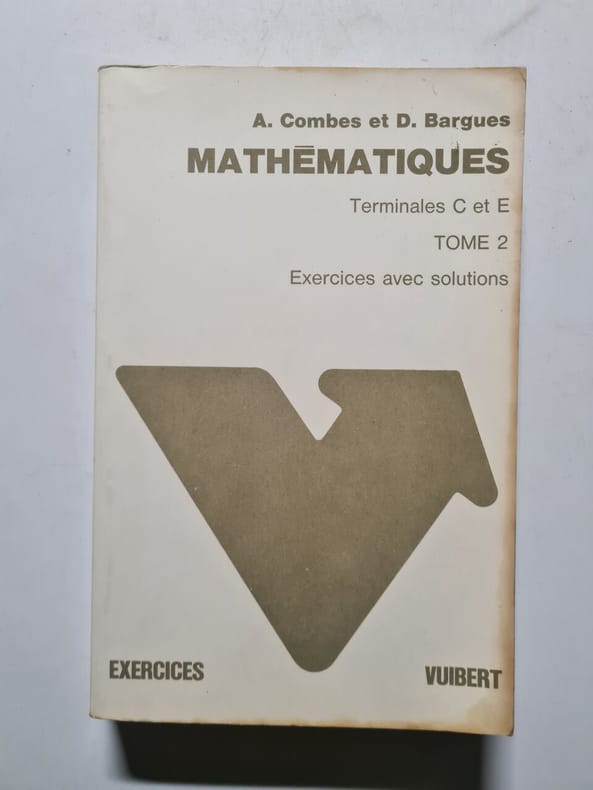 A. Combes et D. Bargues
MATHÉMATIQUES
Terminales C et E
TOME 2
Exercices avec solutions
EXERCICES
VUIBERT